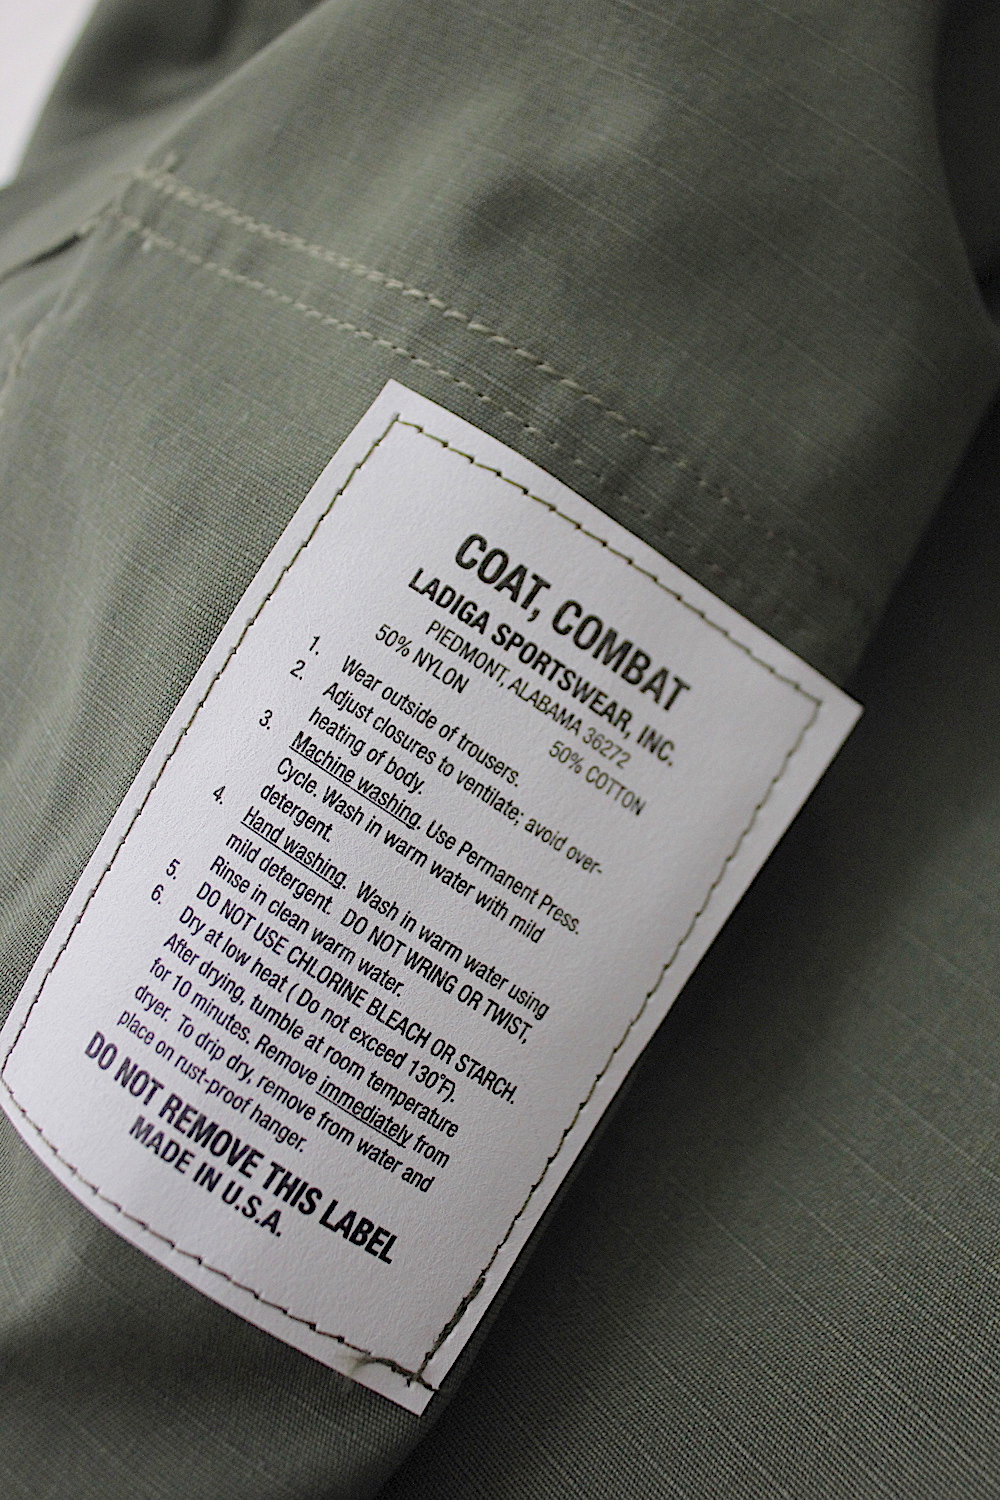 COAT, COMBAT
LADIGA SPORTSWEAR, INC.
PIEDMONT, ALABAMA 36272
50% NYLON 50% COTTON
1. Wear outside of trousers.
2. Adjust closures to ventilate; avoid over-
heating of body.
3. Machine washing. Use Permanent Press.
Cycle. Wash in warm water with mild
detergent.
4. Hand washing. Wash in warm water using
mild detergent. DO NOT WRING OR TWIST,
Rinse in clean warm water.
5. DO NOT USE CHLORINE BLEACH OR STARCH.
6. Dry at low heat ( Do not exceed 130°F).
After drying, tumble at room temperature
for 10 minutes. Remove immediately from
dryer. To drip dry, remove from water and
place on rust-proof hanger.
DO NOT REMOVE THIS LABEL
MADE IN U.S.A.